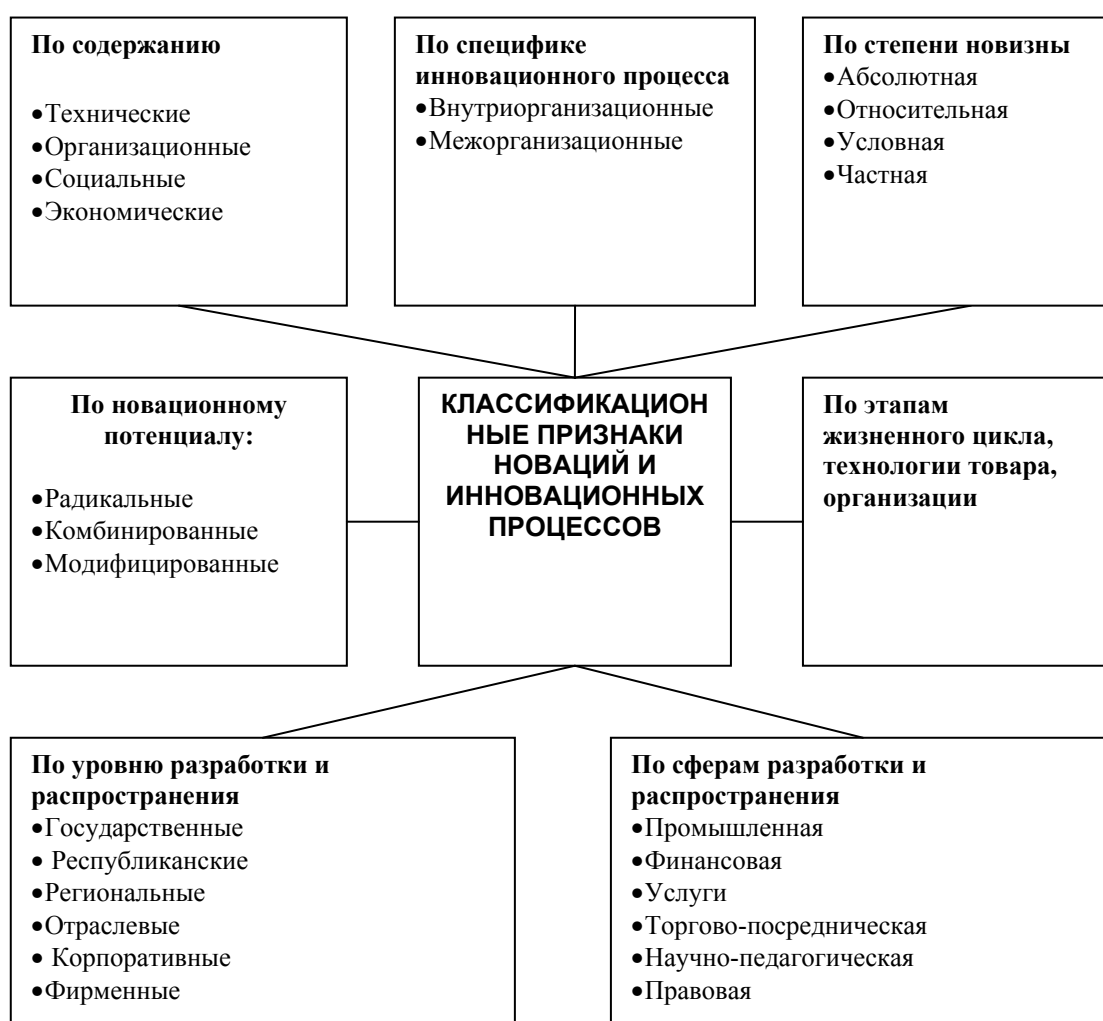 По содержанию
•Технические
•Организационные
•Социальные
•Экономические
По специфике
инновационного процесса
•Внутриорганизационные
•Межорганизационные
По степени новизны
•Абсолютная
•Относительная
•Условная
•Частная
По новационному
потенциалу:
•Радикальные
•Комбинированные
•Модифицированные
КЛАССИФИКАЦИОН
НЫЕ ПРИЗНАКИ
НОВАЦИЙ И
ИННОВАЦИОННЫХ
ПРОЦЕССОВ
По этапам
жизненного цикла,
технологии товара,
организации
По уровню разработки и
распространения
•Государственные
• Республиканские
•Региональные
•Отраслевые
• Корпоративные
•Фирменные
По сферам разработки и
распространения
•Промышленная
•Финансовая
•Услуги
•Торгово-посредническая
•Научно-педагогическая
•Правовая